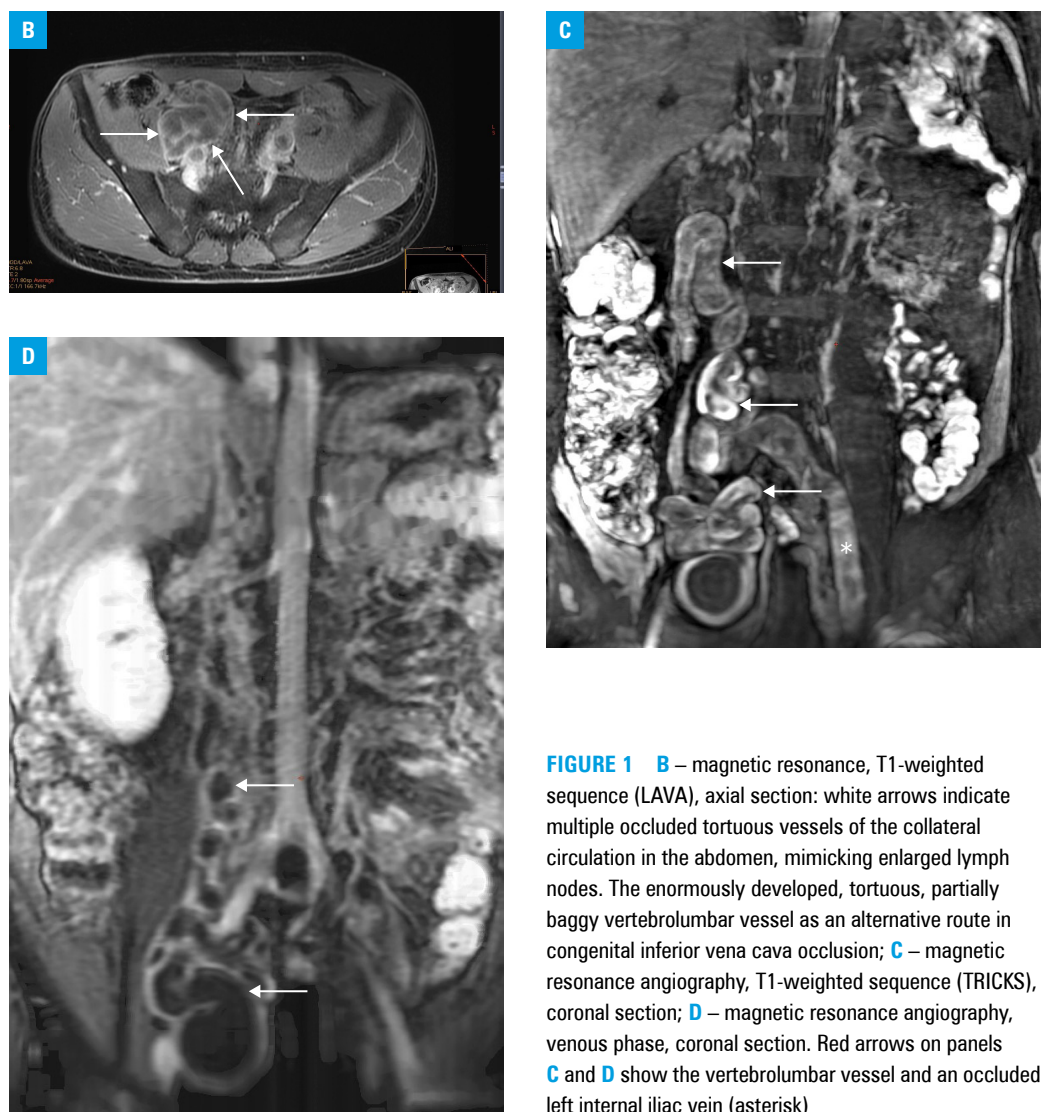 B
C
DD/LAVA
D
*
FIGURE 1 B – magnetic resonance, T1-weighted
sequence (LAVA), axial section: white arrows indicate
multiple occluded tortuous vessels of the collateral
circulation in the abdomen, mimicking enlarged lymph
nodes. The enormously developed, tortuous, partially
baggy vertebrolumbar vessel as an alternative route in
congenital inferior vena cava occlusion; C – magnetic
resonance angiography, T1-weighted sequence (TRICKS),
coronal section; D – magnetic resonance angiography,
venous phase, coronal section. Red arrows on panels
C and D show the vertebrolumbar vessel and an occluded
left internal iliac vein (asterisk)